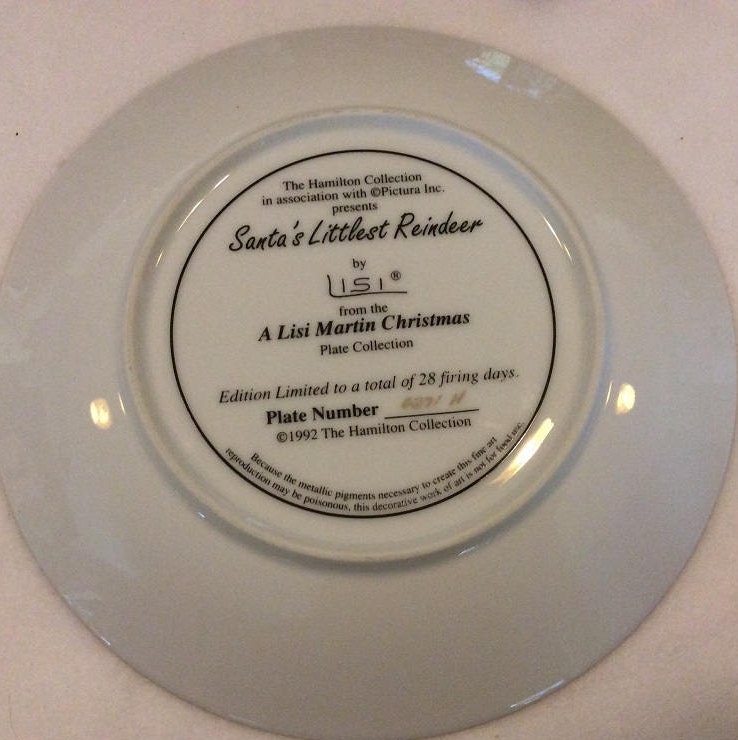 The Hamilton Collection
in association with ©Pictura Inc.
presents
Santa's Littlest Reindeer
by
LISI®
from the
A Lisi Martin Christmas
Plate Collection
Edition Limited to a total of 28 firing days.
Plate Number
©1992 The Hamilton Collection
Because the metallic pigments necessary to create this fine art
reproduction may be poisonous, this decorative work of art is not for food use.